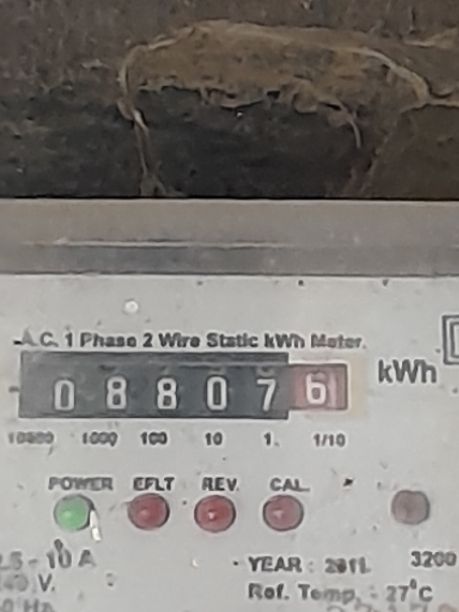 A.C. 1 Phase 2 Wire Static kWh Meter.
0 8 8 0 7 6 kWh
10000 1000 100 10 1. 1/10
POWER EFLT REV. CAL
- 10 A YEAR : 2011 3200
V. Ref. Temp. : 27°C